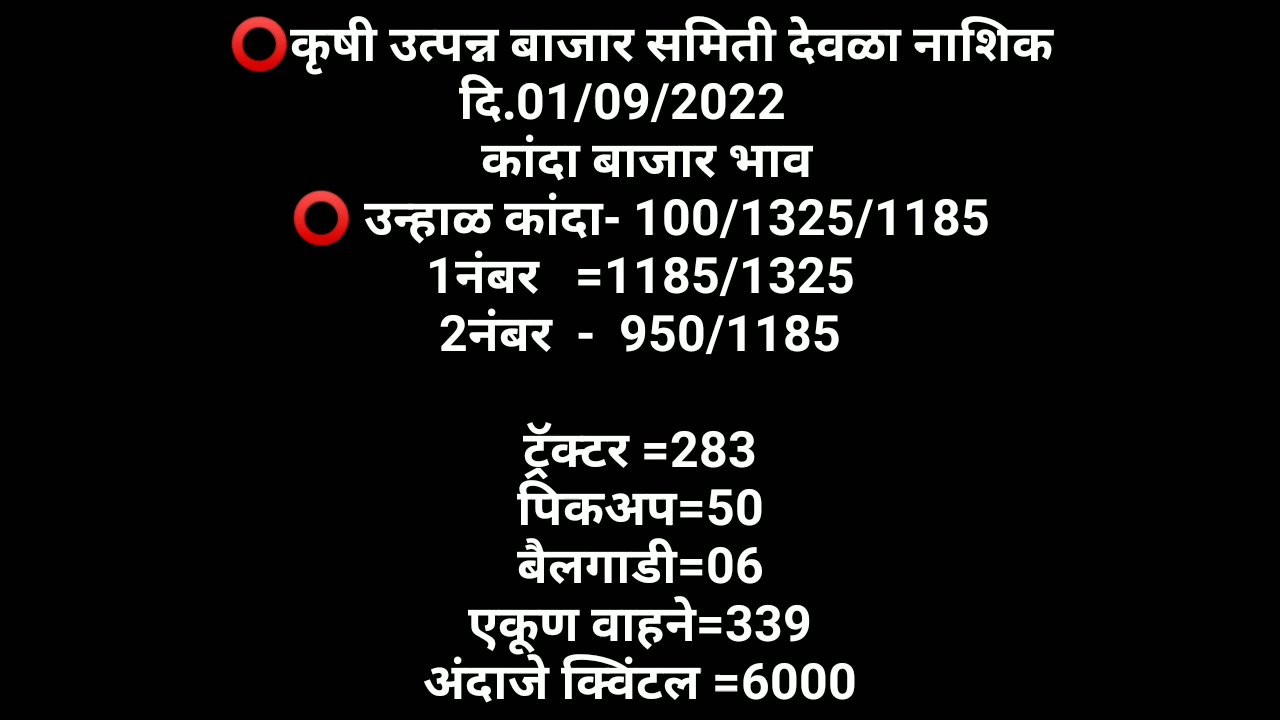 ⭕कृषी उत्पन्न बाजार समिती देवळा नाशिक
दि.01/09/2022
कांदा बाजार भाव
⭕ उन्हाळ कांदा- 100/1325/1185
1नंबर =1185/1325
2नंबर - 950/1185
ट्रॅक्टर =283
पिकअप=50
बैलगाडी=06
एकूण वाहने=339
अंदाजे क्विंटल =6000